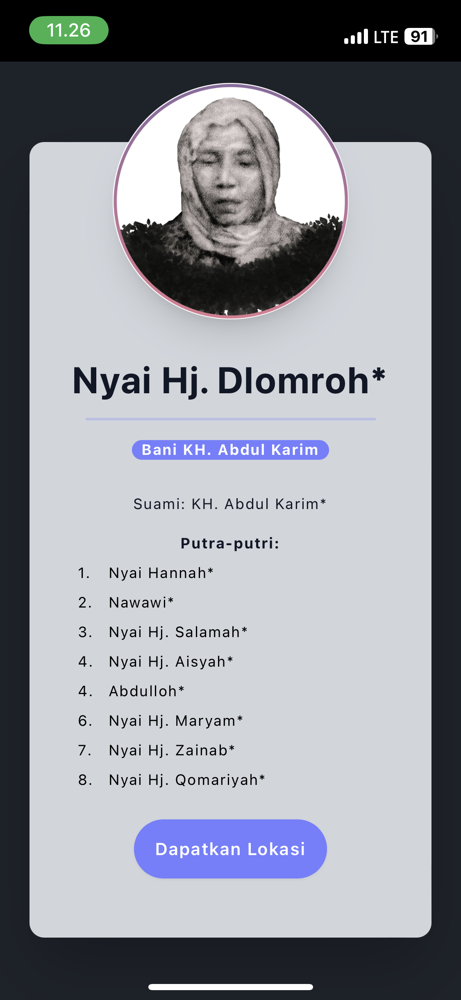 11.26
LTE 91
Nyai Hj. Dlomroh*
Bani KH. Abdul Karim
Suami: KH. Abdul Karim*
Putra-putri:
1. Nyai Hannah*
2. Nawawi*
3. Nyai Hj. Salamah*
4. Nyai Hj. Aisyah*
4. Abdulloh*
6. Nyai Hj. Maryam*
7. Nyai Hj. Zainab*
8. Nyai Hj. Qomariyah*
Dapatkan Lokasi